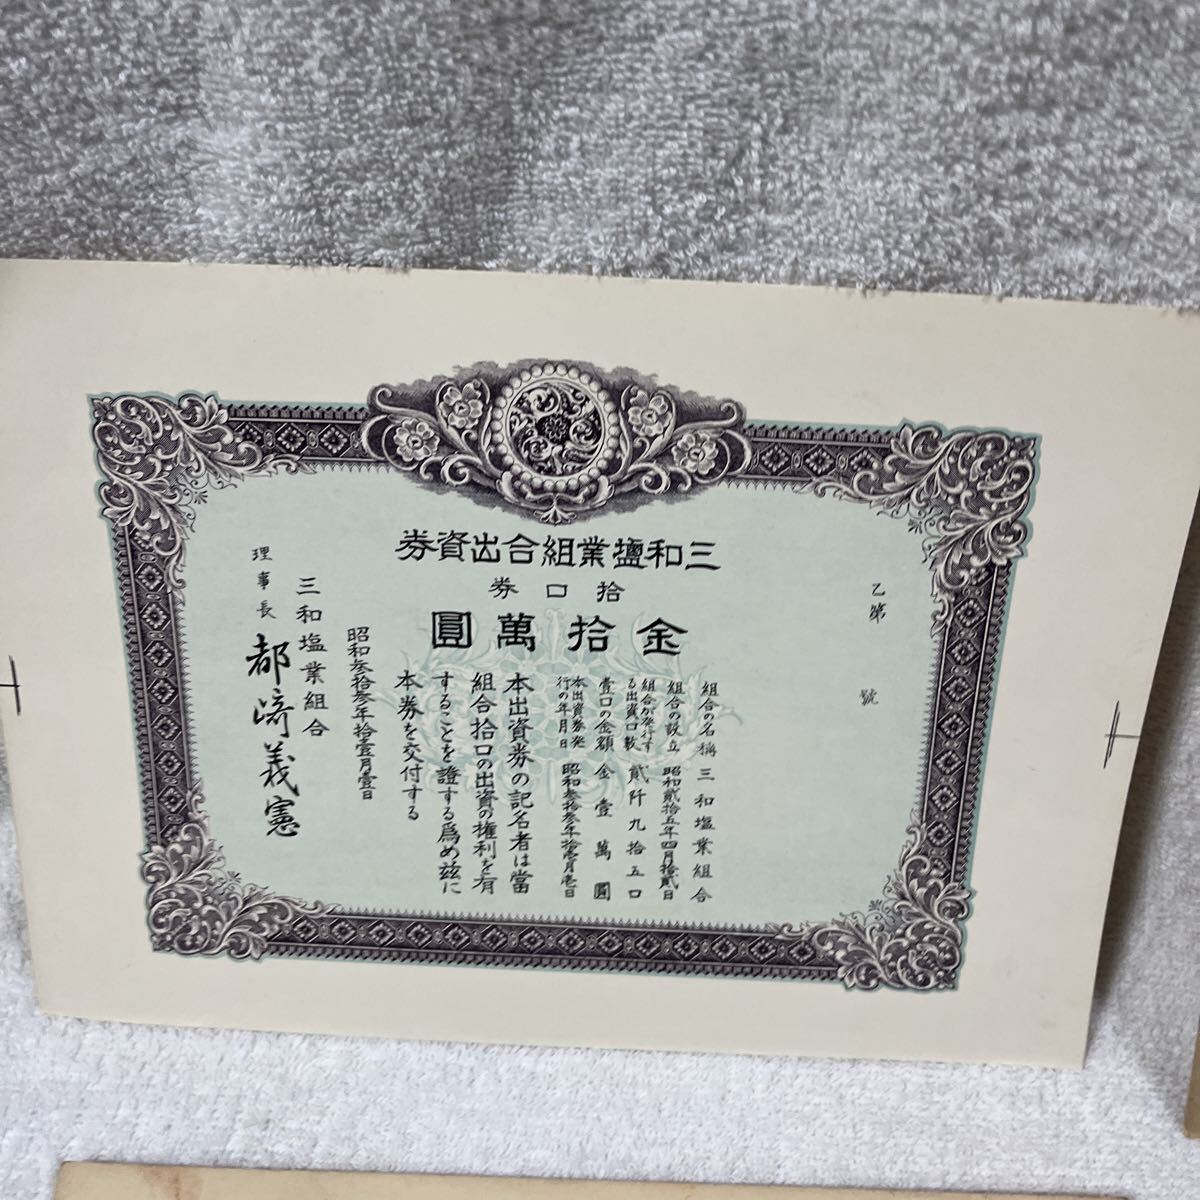 三和塩業組合出資券
拾口券
金拾萬圓
乙第　號
組合の名稱　三和塩業組合
組合の設立　昭和貳拾五年四月拾貳日
組合が発行する出資口数　貳阡九拾五口
壹口の金額　金壹萬圓
本出資券発行の年月日　昭和参拾参年拾壱月壱日
本出資券の記名者は當
組合拾口の出資の権利を有
することを證する爲め玆に
本券を交付する
昭和参拾参年拾壹月壹日
三和塩業組合
理事長　都﨑義憲